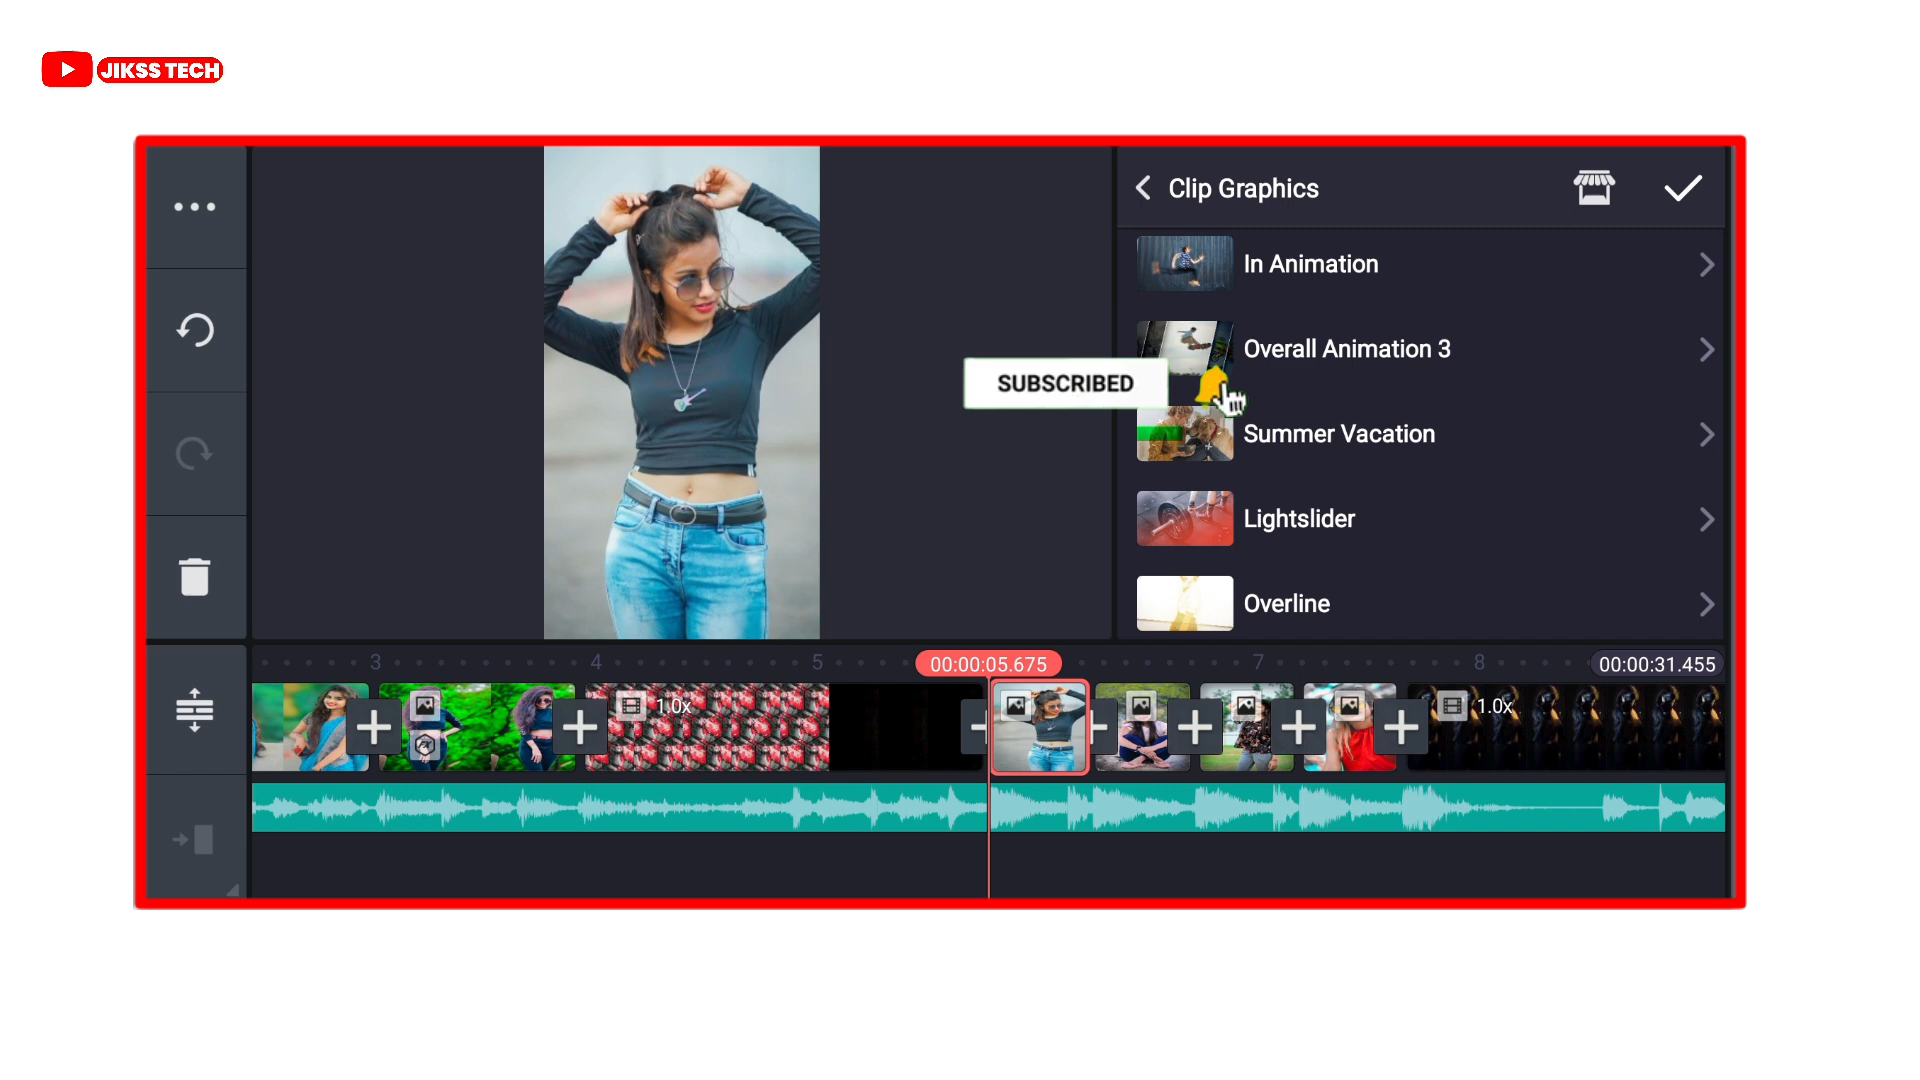 JIKSS TECH
Clip Graphics
In Animation
Overall Animation 3
SUBSCRIBED
Summer Vacation
Lightslider
Overline
3 4 5 00:00:05.675 7 8 00:00:31.455
1.0x 1.0x